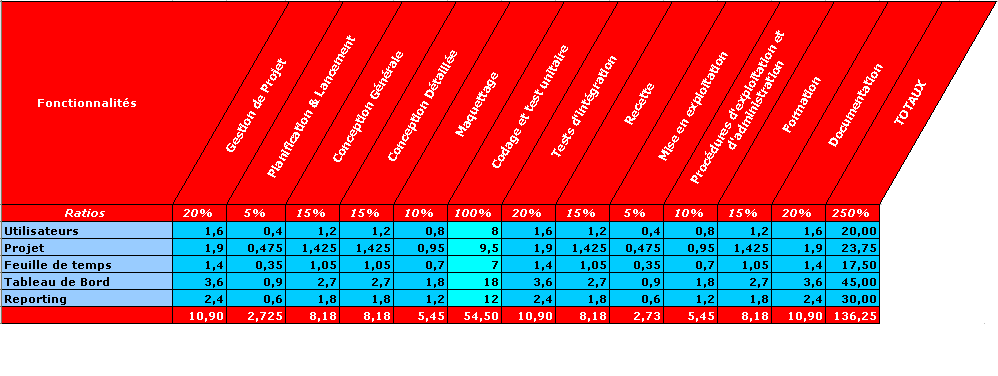 Fonctionnalités Gestion de Projet Planification & Lancement Conception Générale Conception Détaillée Maquettage Codage et test unitaire Tests d'intégration Recette Mise en exploitation Procédures d'exploitation et d'administration Formation Documentation TOTAUX
Ratios 20% 5% 15% 15% 10% 100% 20% 15% 5% 10% 15% 20% 250%
Utilisateurs 1,6 0,4 1,2 1,2 0,8 8 1,6 1,2 0,4 0,8 1,2 1,6 20,00
Projet 1,9 0,475 1,425 1,425 0,95 9,5 1,9 1,425 0,475 0,95 1,425 1,9 23,75
Feuille de temps 1,4 0,35 1,05 1,05 0,7 7 1,4 1,05 0,35 0,7 1,05 1,4 17,50
Tableau de Bord 3,6 0,9 2,7 2,7 1,8 18 3,6 2,7 0,9 1,8 2,7 3,6 45,00
Reporting 2,4 0,6 1,8 1,8 1,2 12 2,4 1,8 0,6 1,2 1,8 2,4 30,00
10,90 2,725 8,18 8,18 5,45 54,50 10,90 8,18 2,73 5,45 8,18 10,90 136,25